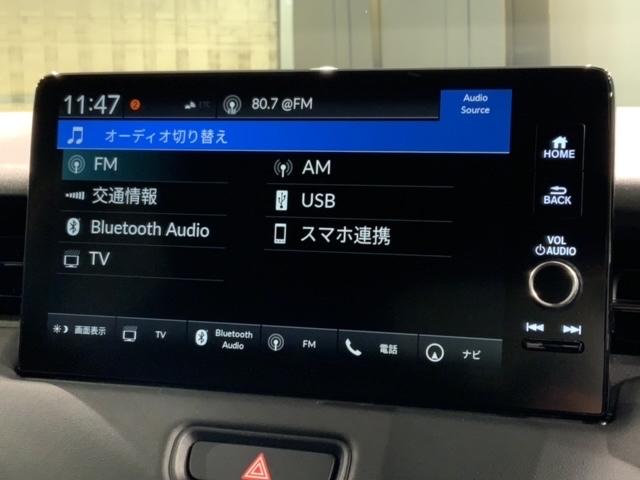 11:47 2 ETC 80.7 @FM Audio Source
オーディオ切り替え
FM AM
交通情報 USB
Bluetooth Audio スマホ連携
TV
画面表示 TV Bluetooth Audio FM 電話 ナビ
HOME
BACK
VOL
AUDIO